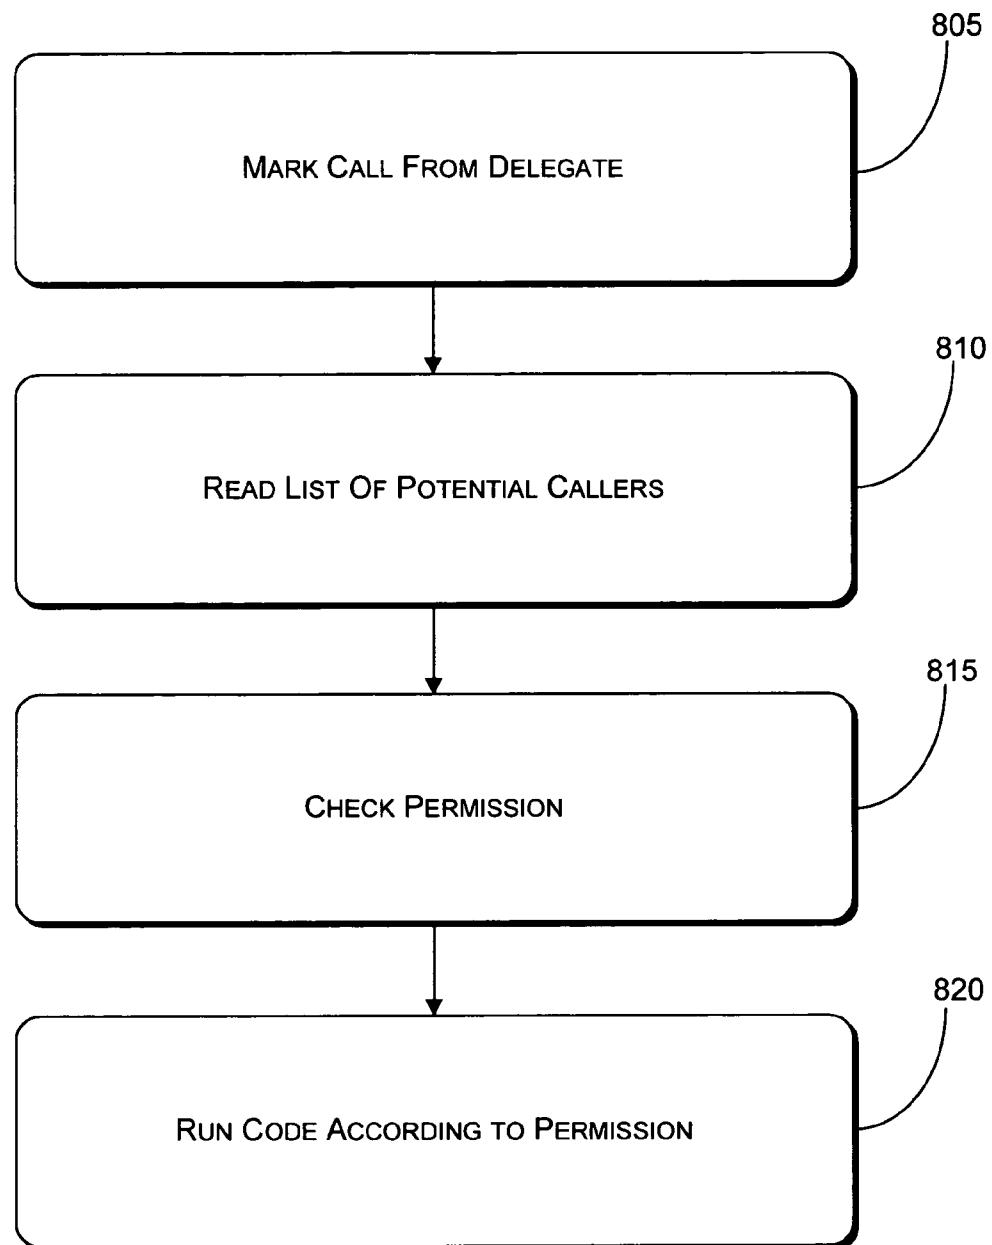 805
MARK CALL FROM DELEGATE
810
READ LIST OF POTENTIAL CALLERS
815
CHECK PERMISSION
820
RUN CODE ACCORDING TO PERMISSION